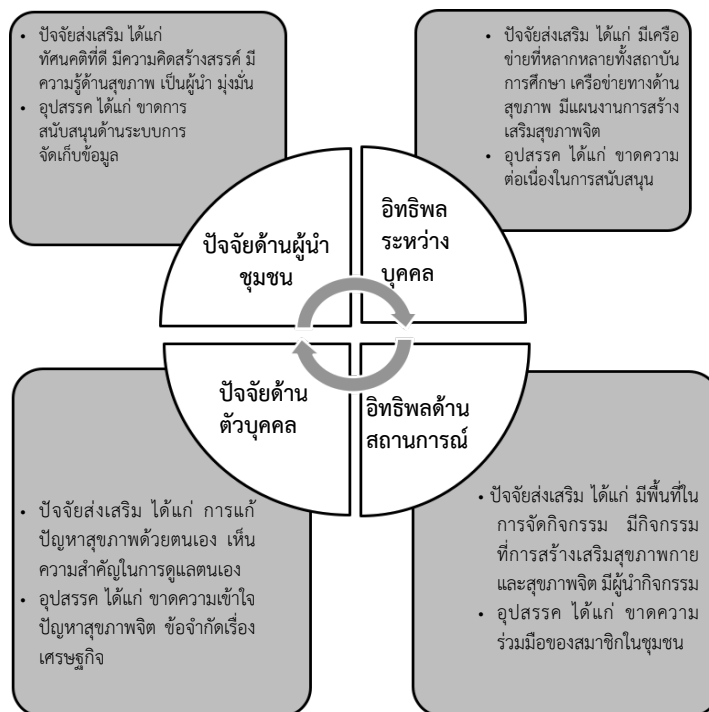 • ปัจจัยส่งเสริม ได้แก่
ทัศนคติที่ดี มีความคิดสร้างสรรค์ มี
ความรู้ด้านสุขภาพ เป็นผู้นำ มุ่งมั่น
• อุปสรรค ได้แก่ ขาดการ
สนับสนุนด้านระบบการ
จัดเก็บข้อมูล
• ปัจจัยส่งเสริม ได้แก่ มีเครือ
ข่ายที่หลากหลายทั้งสถาบัน
การศึกษา เครือข่ายทางด้าน
สุขภาพ มีแผนงานการสร้าง
เสริมสุขภาพจิต
• อุปสรรค ได้แก่ ขาดความ
ต่อเนื่องในการสนับสนุน
ปัจจัยด้านผู้นำ
ชุมชน
อิทธิพล
ระหว่าง
บุคคล
ปัจจัยด้าน
ตัวบุคคล
อิทธิพลด้าน
สถานการณ์
• ปัจจัยส่งเสริม ได้แก่ การแก้
ปัญหาสุขภาพด้วยตนเอง เห็น
ความสำคัญในการดูแลตนเอง
• อุปสรรค ได้แก่ ขาดความเข้าใจ
ปัญหาสุขภาพจิต ข้อจำกัดเรื่อง
เศรษฐกิจ
• ปัจจัยส่งเสริม ได้แก่ มีพื้นที่ใน
การจัดกิจกรรม มีกิจกรรม
ที่การสร้างเสริมสุขภาพกาย
และสุขภาพจิต มีผู้นำกิจกรรม
• อุปสรรค ได้แก่ ขาดความ
ร่วมมือของสมาชิกในชุมชน